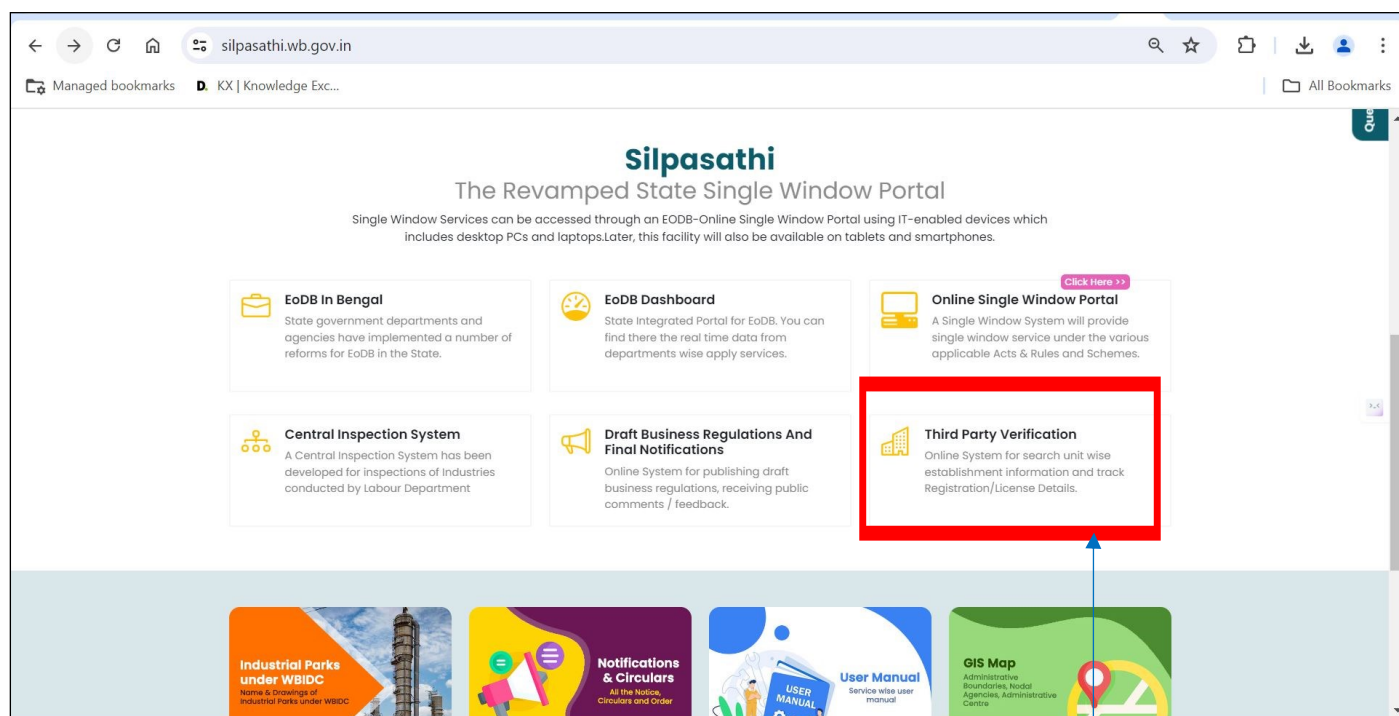 silpasathi.wb.gov.in
Managed bookmarks
D. KX | Knowledge Exc...
All Bookmarks
Que
Silpasathi
The Revamped State Single Window Portal
Single Window Services can be accessed through an EODB-Online Single Window Portal using IT-enabled devices which
includes desktop PCs and laptops.Later, this facility will also be available on tablets and smartphones.
EoDB In Bengal
State government departments and
agencies have implemented a number of
reforms for EoDB in the State.
EoDB Dashboard
State Integrated Portal for EoDB. You can
find there the real time data from
departments wise apply services.
Click Here >>
Online Single Window Portal
A Single Window System will provide
single window service under the various
applicable Acts & Rules and Schemes.
Central Inspection System
A Central Inspection System has been
developed for inspections of Industries
conducted by Labour Department
Draft Business Regulations And
Final Notifications
Online System for publishing draft
business regulations, receiving public
comments / feedback.
Third Party Verification
Online System for search unit wise
establishment information and track
Registration/License Details.
Industrial Parks
under WBIDC
Name & Drawings of
Industrial Parks under WBIDC
Notifications
& Circulars
All the Notice,
Circulars and Order
USER
MANUAL
User Manual
Service wise user
manual
GIS Map
Administrative
Boundaries, Nodal
Agencies, Administrative
Centre